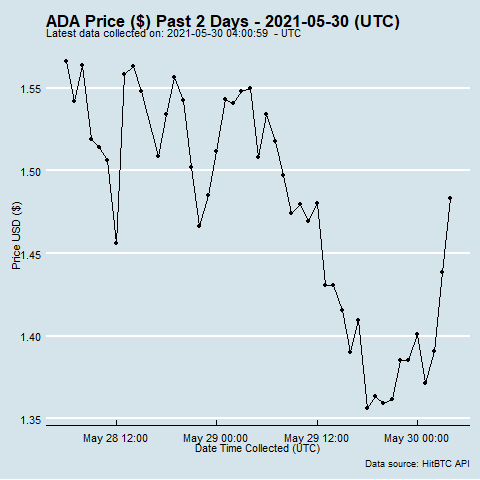 ADA Price ($) Past 2 Days - 2021-05-30 (UTC)
Latest data collected on: 2021-05-30 04:00:59 - UTC
1.55
1.50
1.45
1.40
1.35
Price USD ($)
May 28 12:00
May 29 00:00
May 29 12:00
May 30 00:00
Date Time Collected (UTC)
Data source: HitBTC API